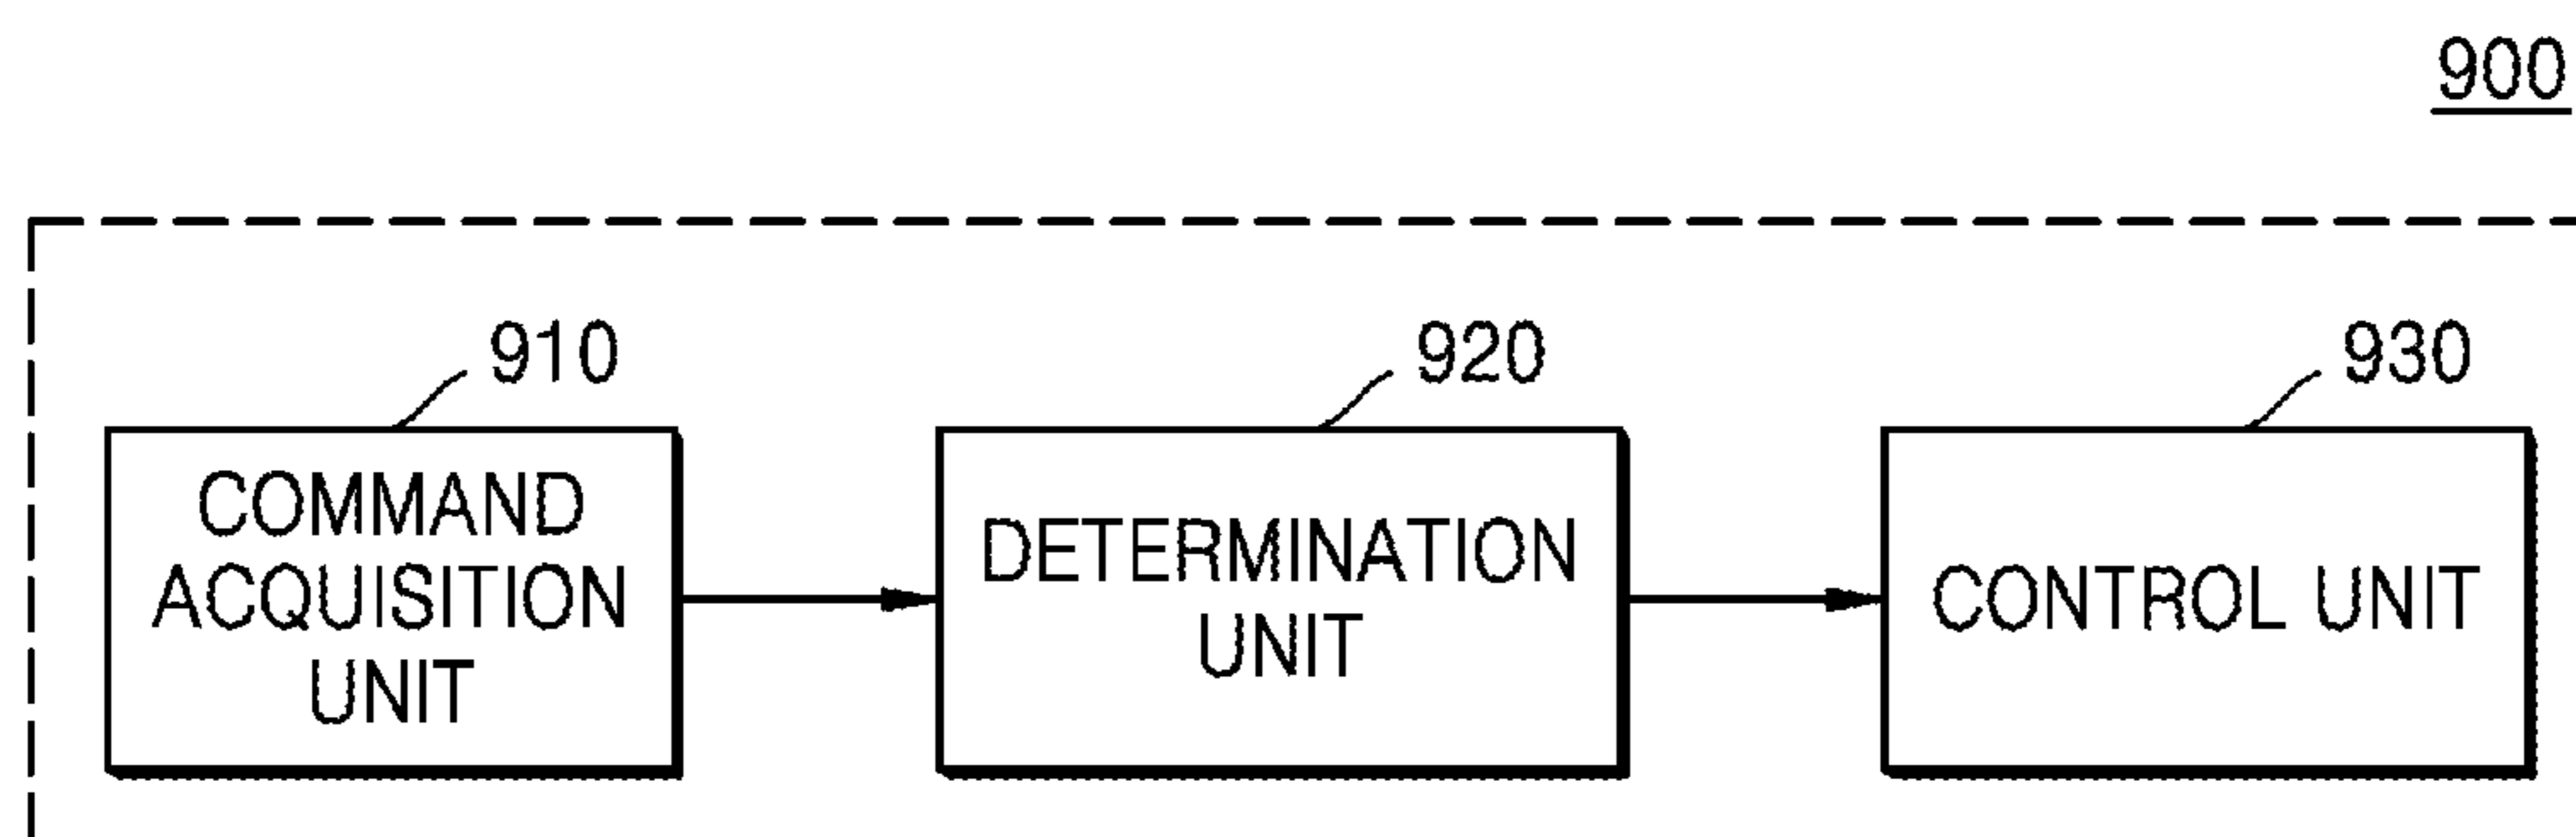 900
910
920
930
COMMAND
ACQUISITION
UNIT
DETERMINATION
UNIT
CONTROL UNIT